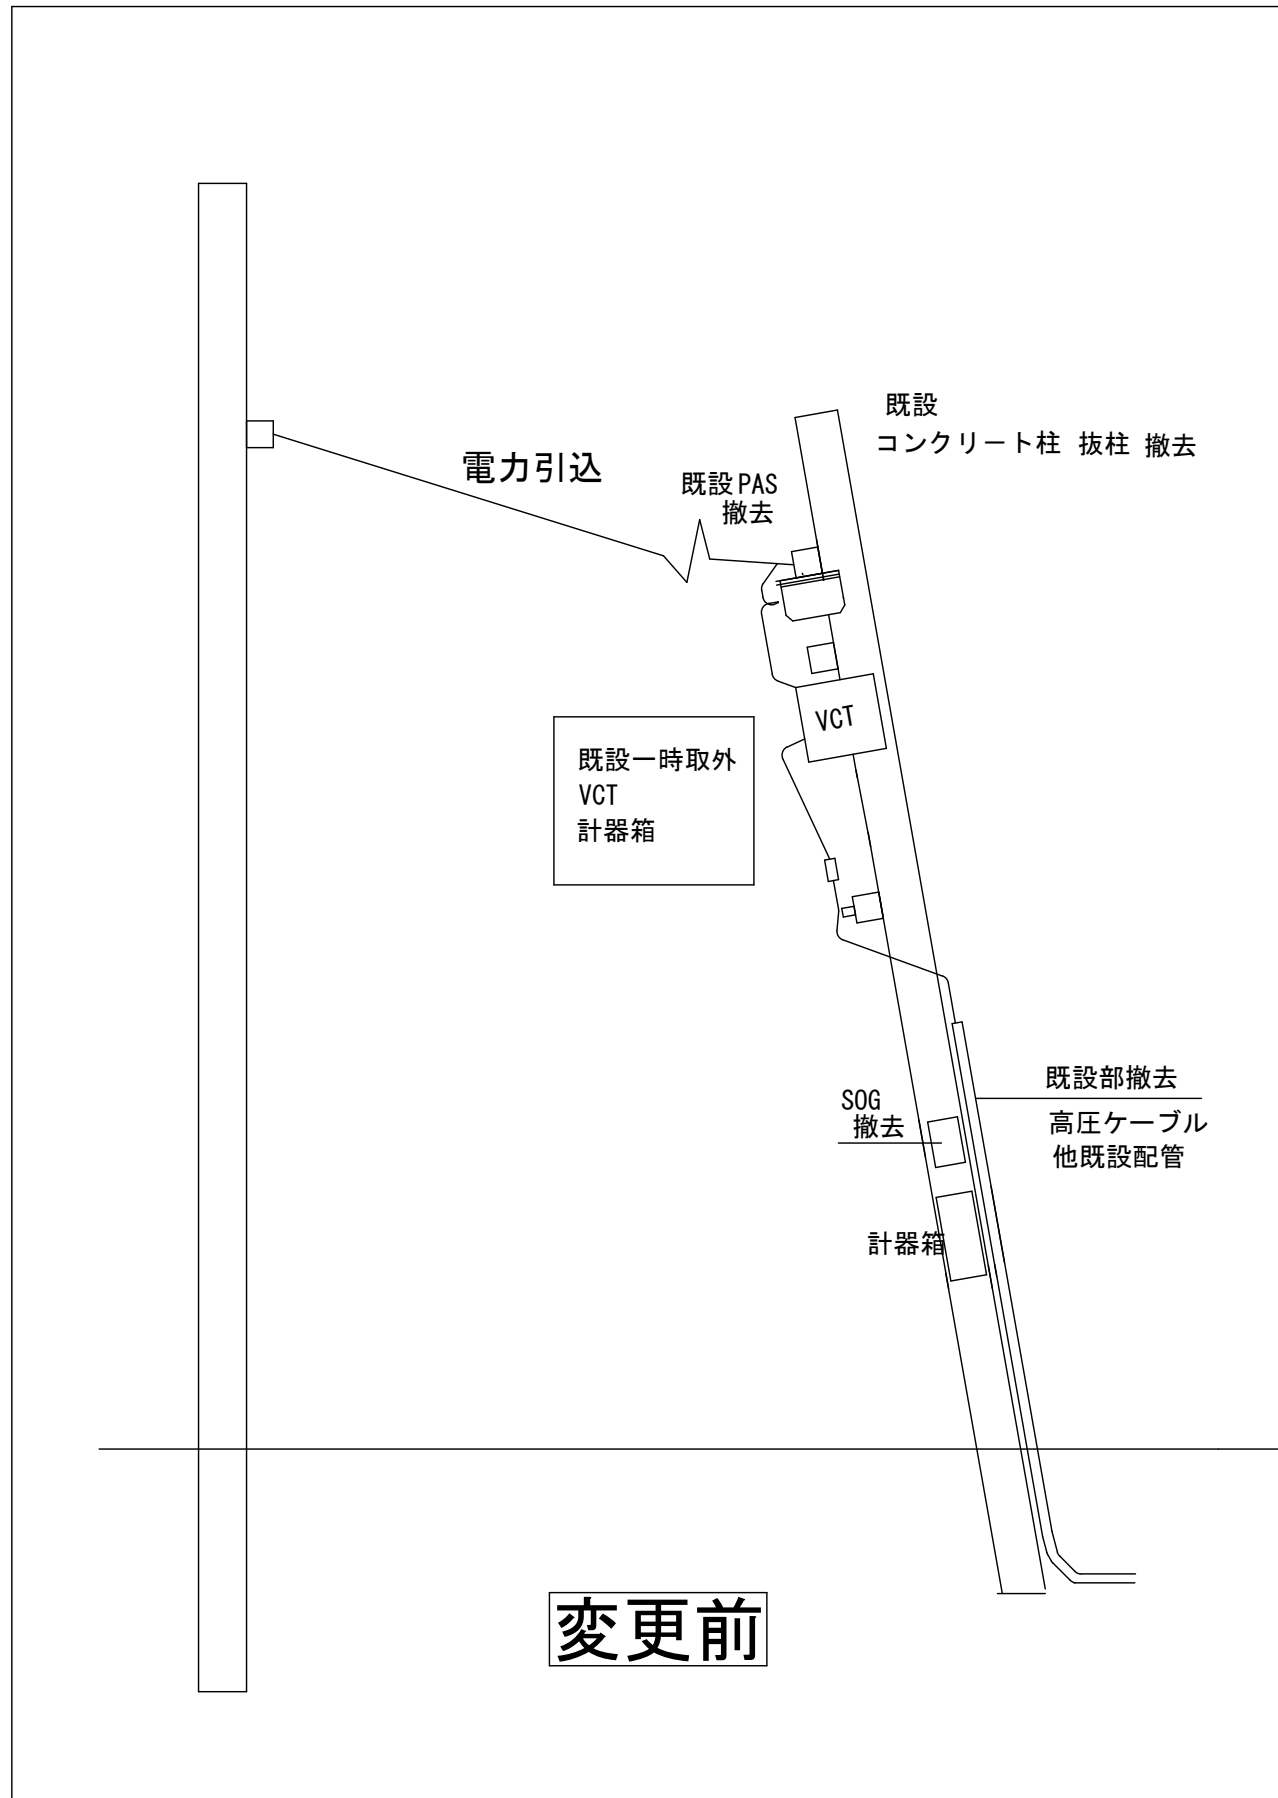 既設
コンクリート柱 抜柱 撤去
電力引込
既設PAS
撤去
VCT
既設一時取外
VCT
計器箱
既設部撤去
高圧ケーブル
他既設配管
SOG
撤去
計器箱
変更前